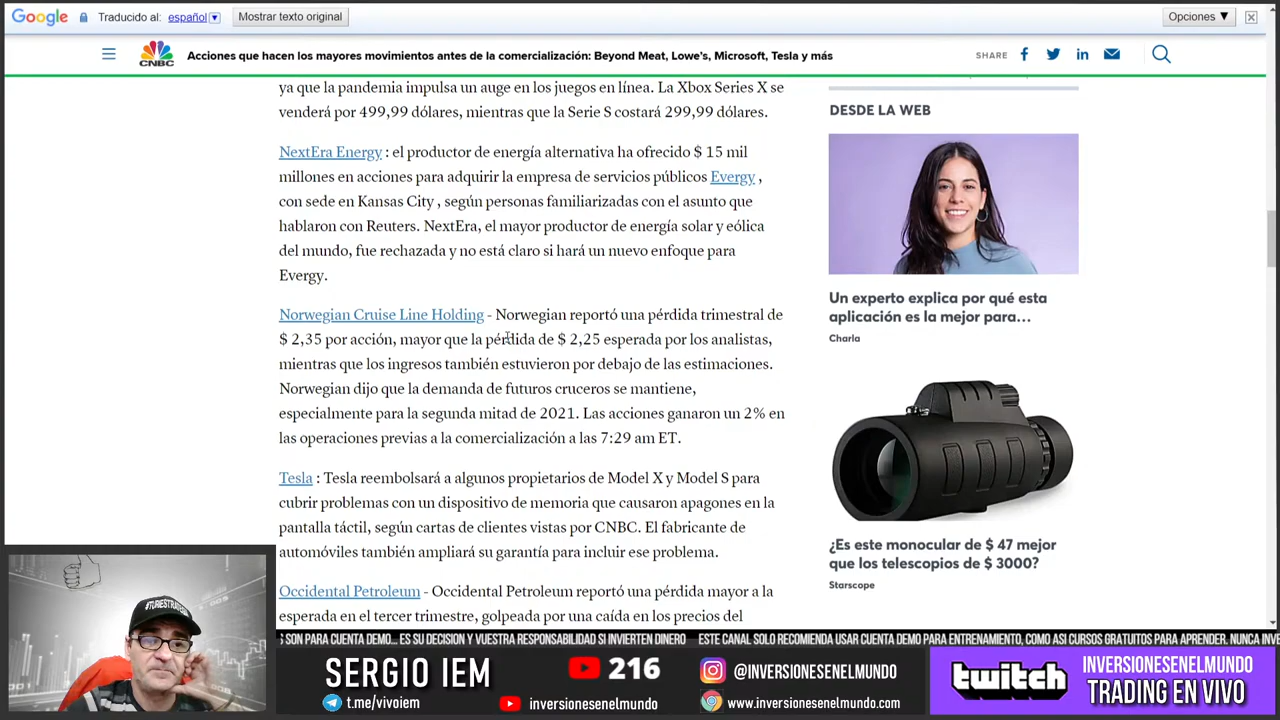 Google Traducido al: español Mostrar texto original Opciones ▼
CNBC Acciones que hacen los mayores movimientos antes de la comercialización: Beyond Meat, Lowe's, Microsoft, Tesla y más SHARE
ya que la pandemia impulsa un auge en los juegos en línea. La Xbox Series X se
venderá por 499,99 dólares, mientras que la Serie S costará 299,99 dólares.
NextEra Energy : el productor de energía alternativa ha ofrecido $ 15 mil
millones en acciones para adquirir la empresa de servicios públicos Evergy ,
con sede en Kansas City , según personas familiarizadas con el asunto que
hablaron con Reuters. NextEra, el mayor productor de energía solar y eólica
del mundo, fue rechazada y no está claro si hará un nuevo enfoque para
Evergy.
Norwegian Cruise Line Holding - Norwegian reportó una pérdida trimestral de
$ 2,35 por acción, mayor que la pérdida de $ 2,25 esperada por los analistas,
mientras que los ingresos también estuvieron por debajo de las estimaciones.
Norwegian dijo que la demanda de futuros cruceros se mantiene,
especialmente para la segunda mitad de 2021. Las acciones ganaron un 2% en
las operaciones previas a la comercialización a las 7:29 am ET.
Tesla : Tesla reembolsará a algunos propietarios de Model X y Model S para
cubrir problemas con un dispositivo de memoria que causaron apagones en la
pantalla táctil, según cartas de clientes vistas por CNBC. El fabricante de
automóviles también ampliará su garantía para incluir ese problema.
Occidental Petroleum - Occidental Petroleum reportó una pérdida mayor a la
esperada en el tercer trimestre, golpeada por una caída en los precios del
DESDE LA WEB
Un experto explica por qué esta
aplicación es la mejor para…
Charla
¿Es este monocular de $ 47 mejor
que los telescopios de $ 3000?
Starscope
SON PARA CUENTA DEMO... ES SU DECISION Y VUESTRA RESPONSABILIDAD SI INVIERTEN DINERO ESTE CANAL SOLO RECOMIENDA USAR CUENTA DEMO PARA ENTRENAMIENTO, COMO ASI CURSOS GRATUITOS PARA APRENDER. NUNCA INVE
SERGIO IEM 216 @INVERSIONESENELMUNDO
t.me/vivoiem inversionesenelmundo www.inversionesenelmundo.com
twitch INVERSIONESENELMUNDO
TRADING EN VIVO